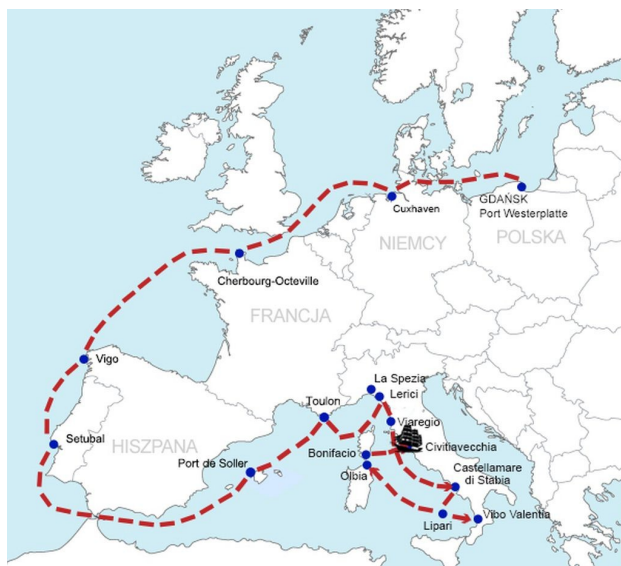 Cuxhaven
GDAŃSK
Port Westerplatte
NIEMCY
POLSKA
Cherbourg-Octeville
FRANCJA
Vigo
La Spezia
Lerici
Toulon
Viaregio
Setubal
HISZPANA
Bonifacio
Civitiavecchia
Port de Soller
Olbia
Castellamare
di Stabia
Lipari
Vibo Valentia